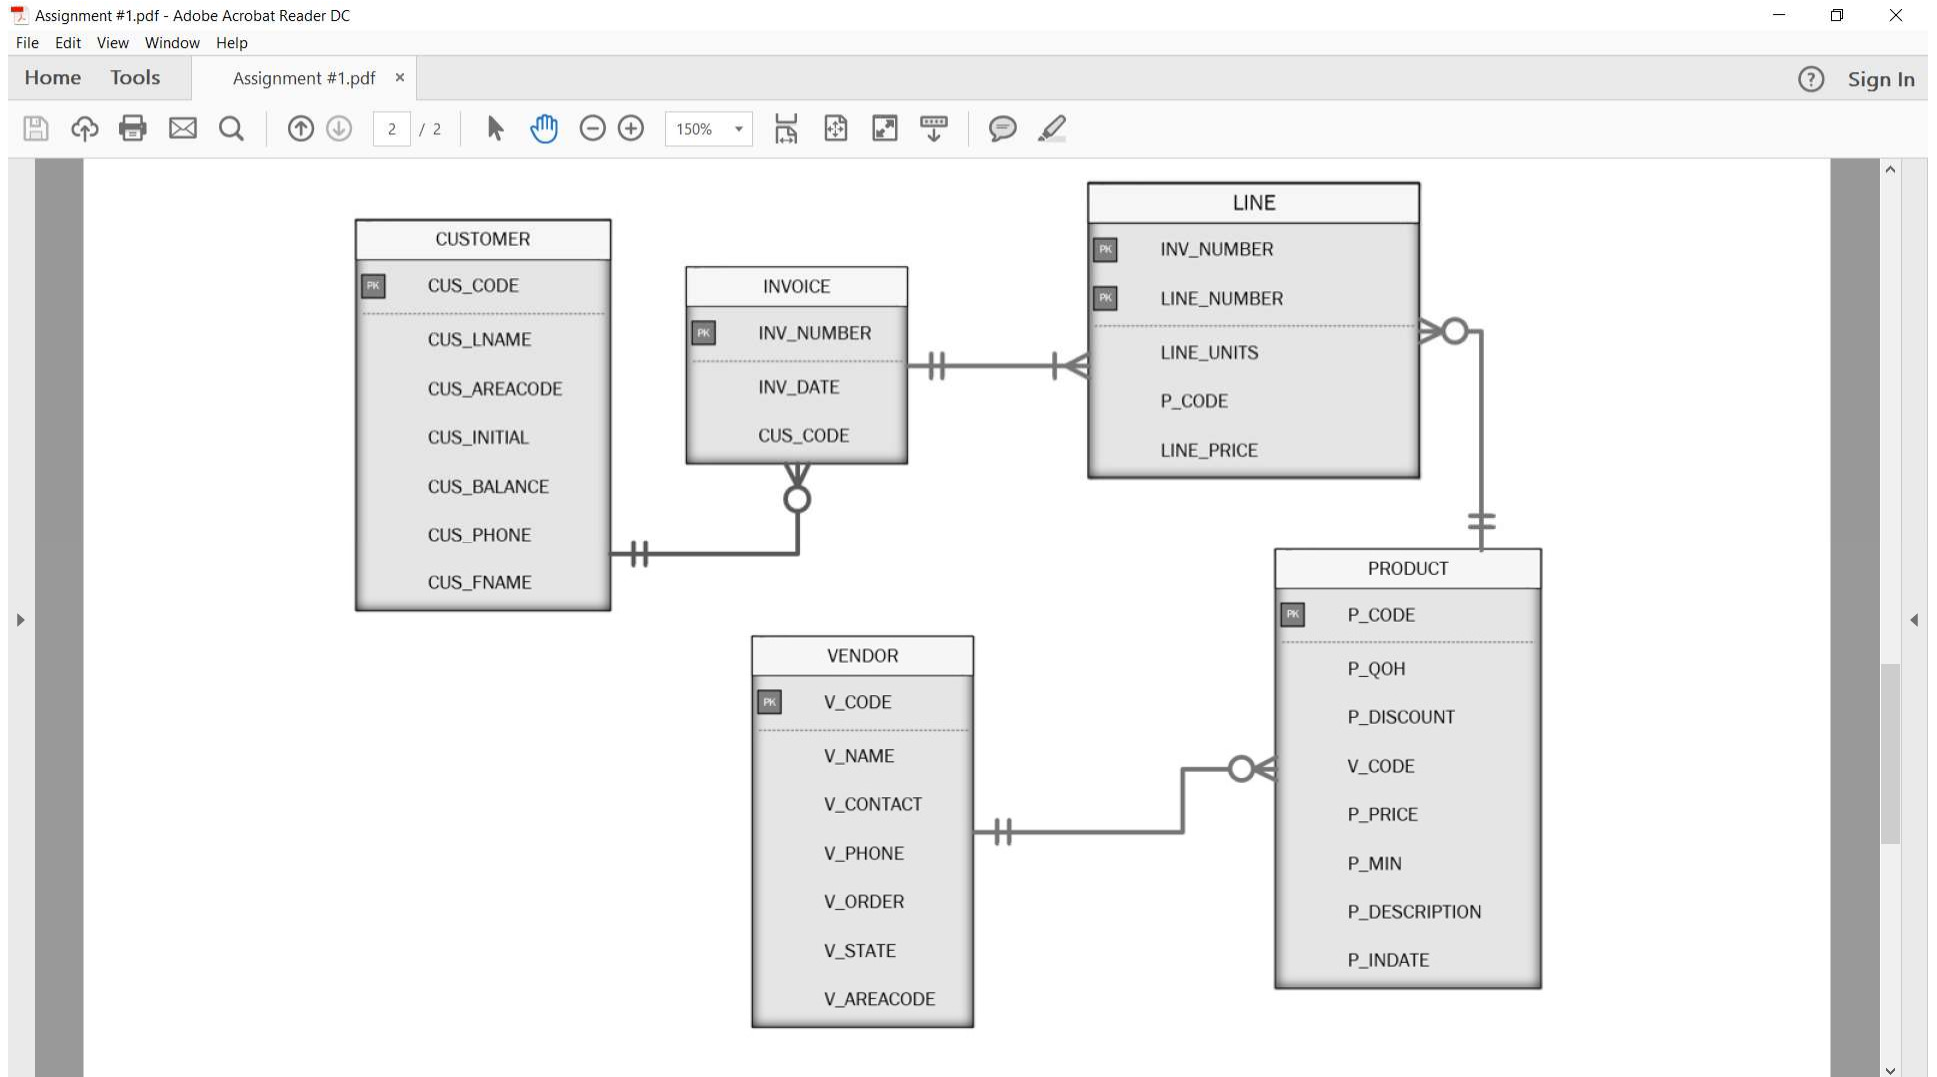 Assignment #1.pdf - Adobe Acrobat Reader DC
File Edit View Window Help
Home Tools Assignment #1.pdf × ? Sign In
2 / 2 150%
CUSTOMER
PK CUS_CODE
CUS_LNAME
CUS_AREACODE
CUS_INITIAL
CUS_BALANCE
CUS_PHONE
CUS_FNAME
INVOICE
PK INV_NUMBER
INV_DATE
CUS_CODE
LINE
PK INV_NUMBER
PK LINE_NUMBER
LINE_UNITS
P_CODE
LINE_PRICE
VENDOR
PK V_CODE
V_NAME
V_CONTACT
V_PHONE
V_ORDER
V_STATE
V_AREACODE
PRODUCT
PK P_CODE
P_QOH
P_DISCOUNT
V_CODE
P_PRICE
P_MIN
P_DESCRIPTION
P_INDATE